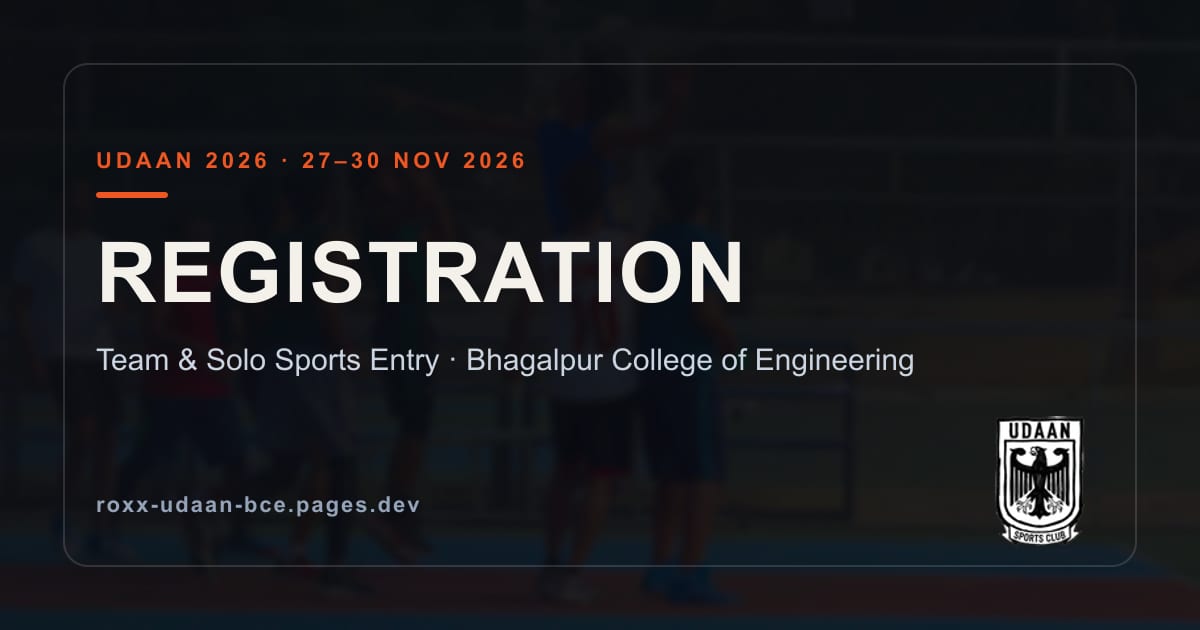 UDAAN 2026 · 27–30 NOV 2026
REGISTRATION
Team & Solo Sports Entry · Bhagalpur College of Engineering
roxx-udaan-bce.pages.dev
UDAAN
SPORTS CLUB